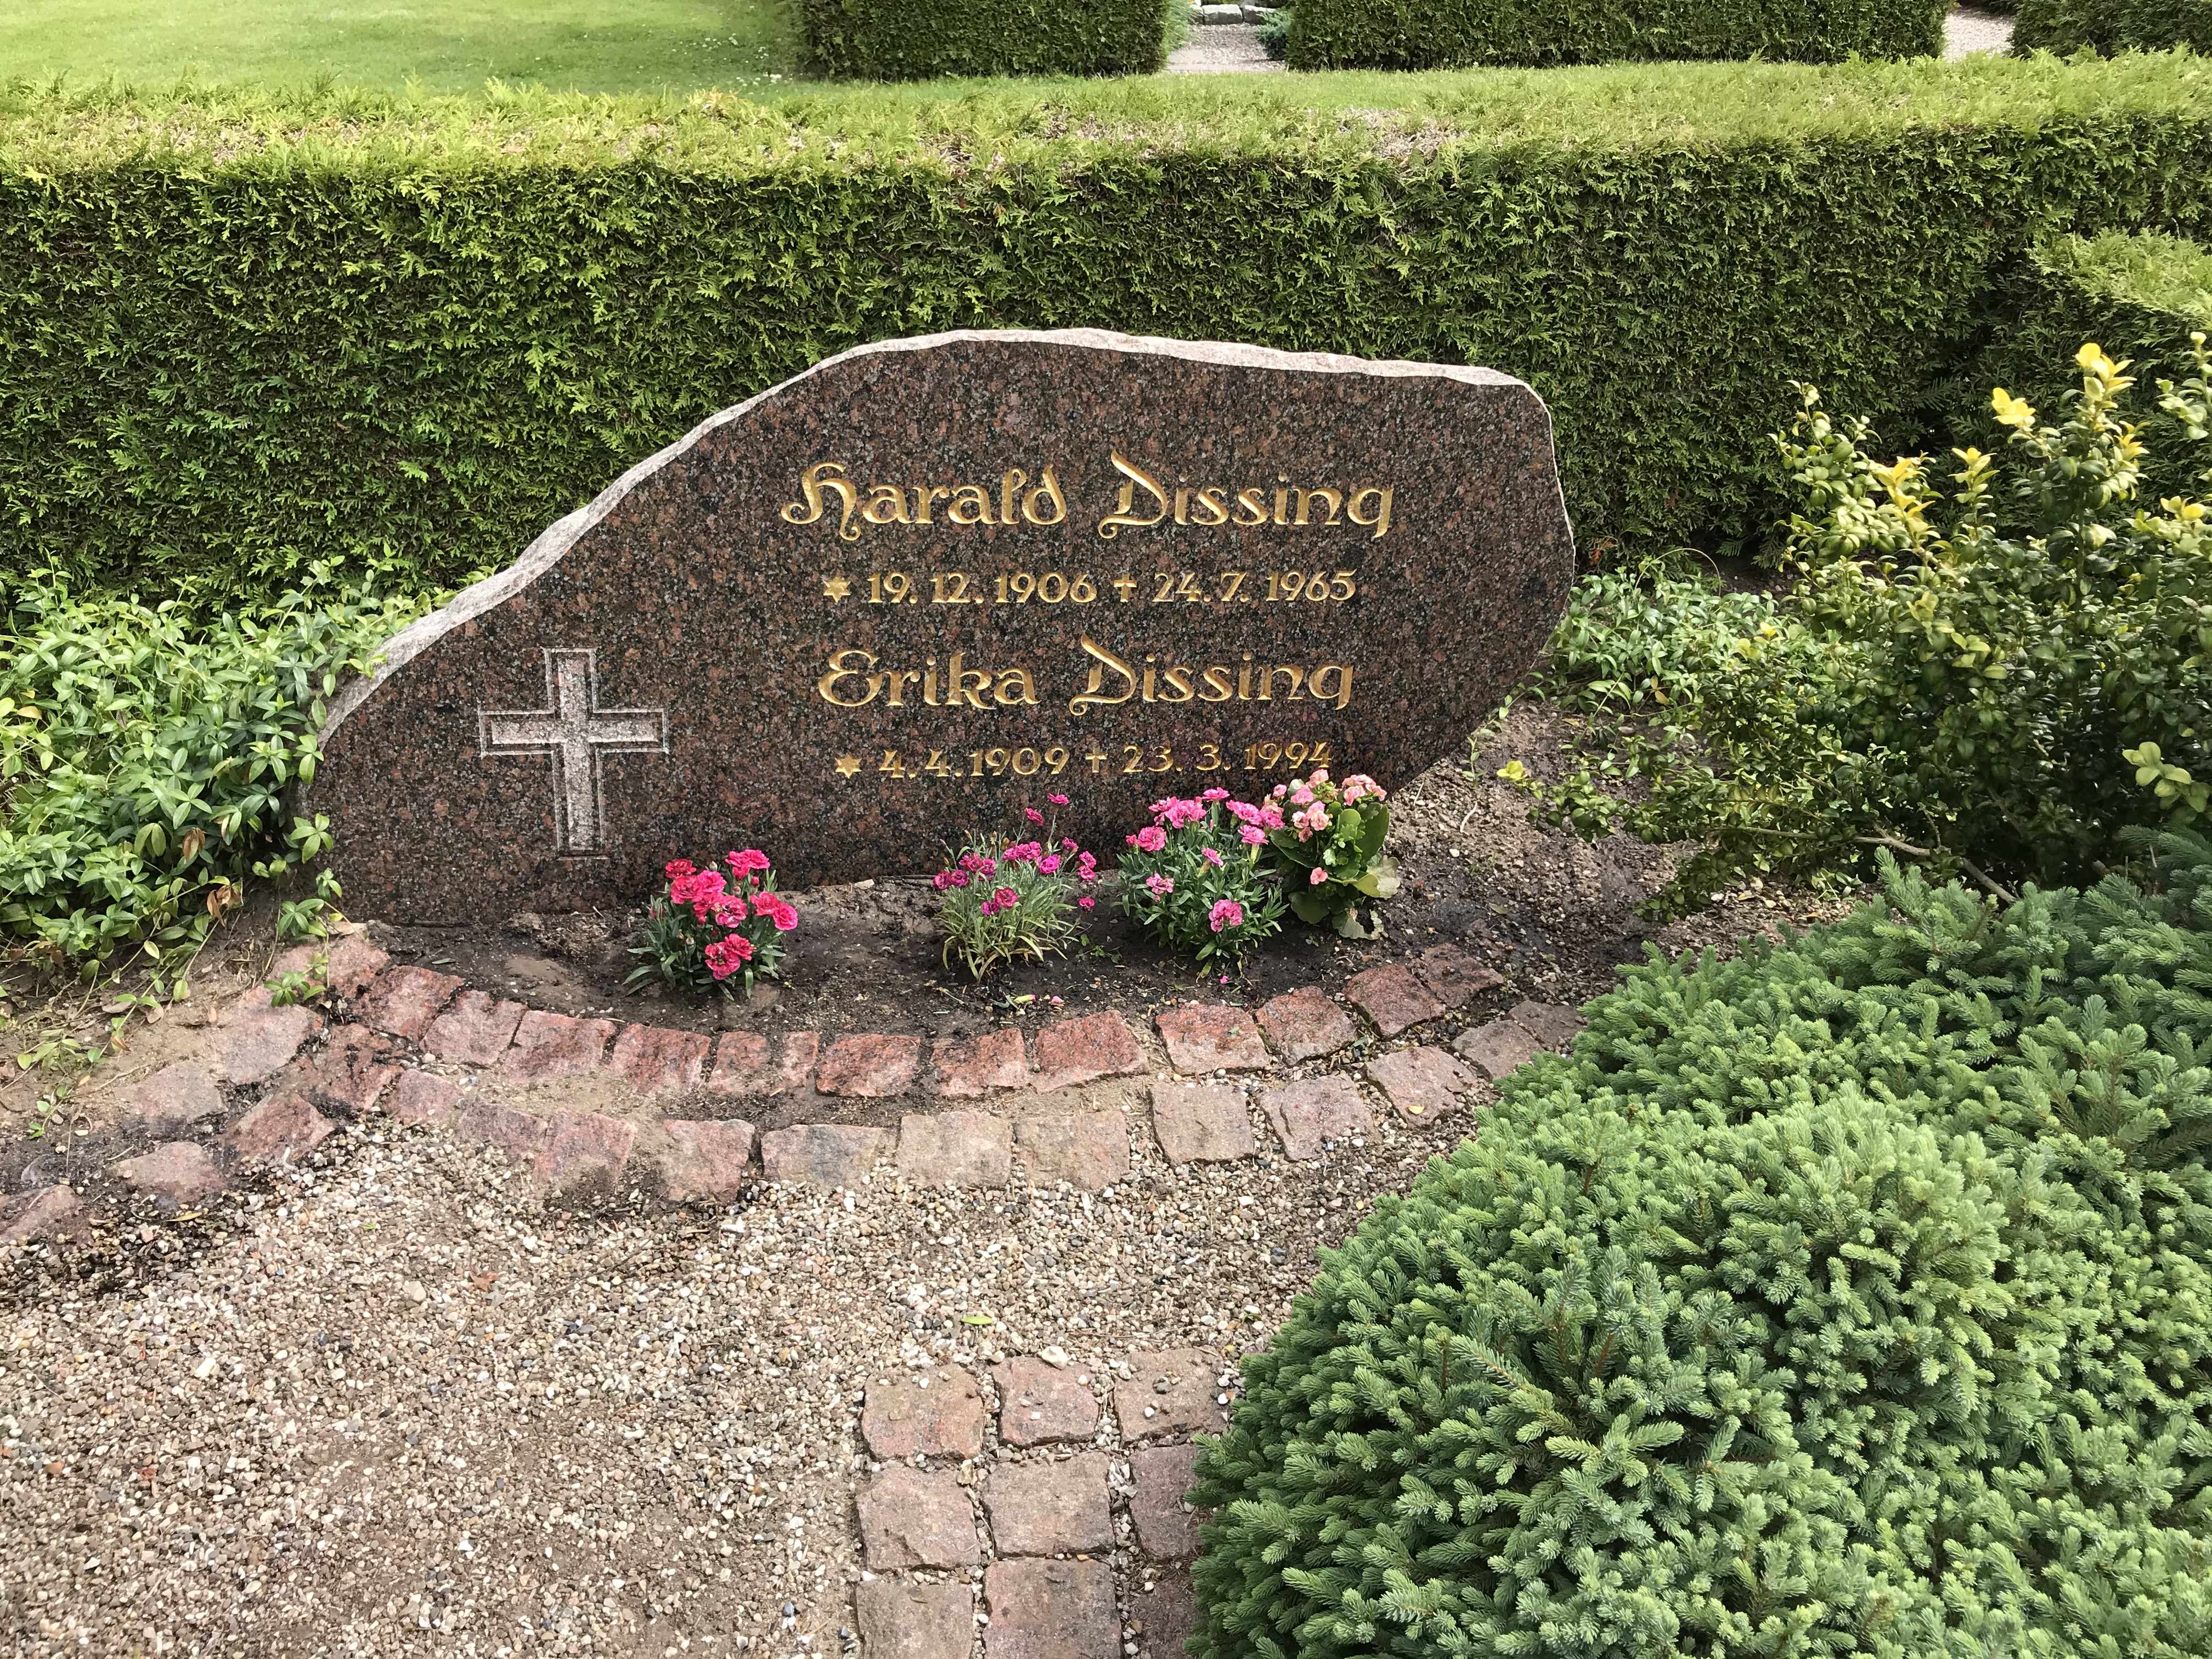 Harald Dissing
* 19. 12. 1906 † 24. 7. 1965
Erika Dissing
* 4. 4. 1909 † 23. 3. 1994